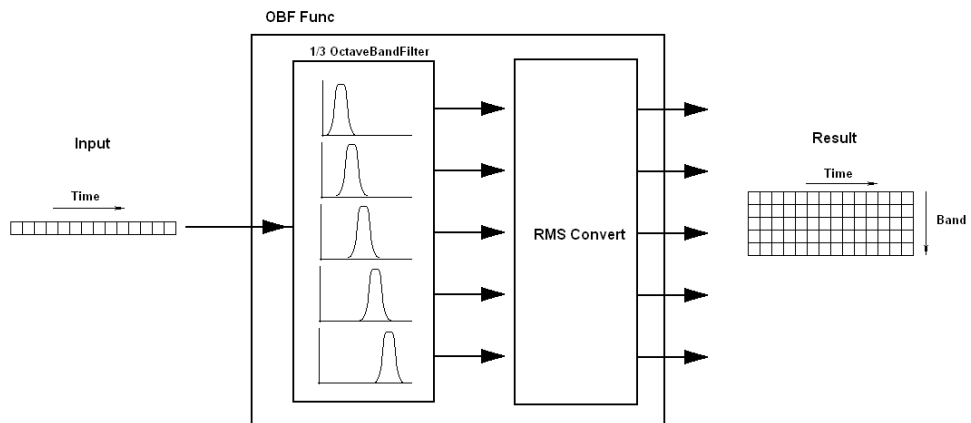 OBF Func
1/3 OctaveBandFilter
Input
Time
RMS Convert
Result
Time
Band